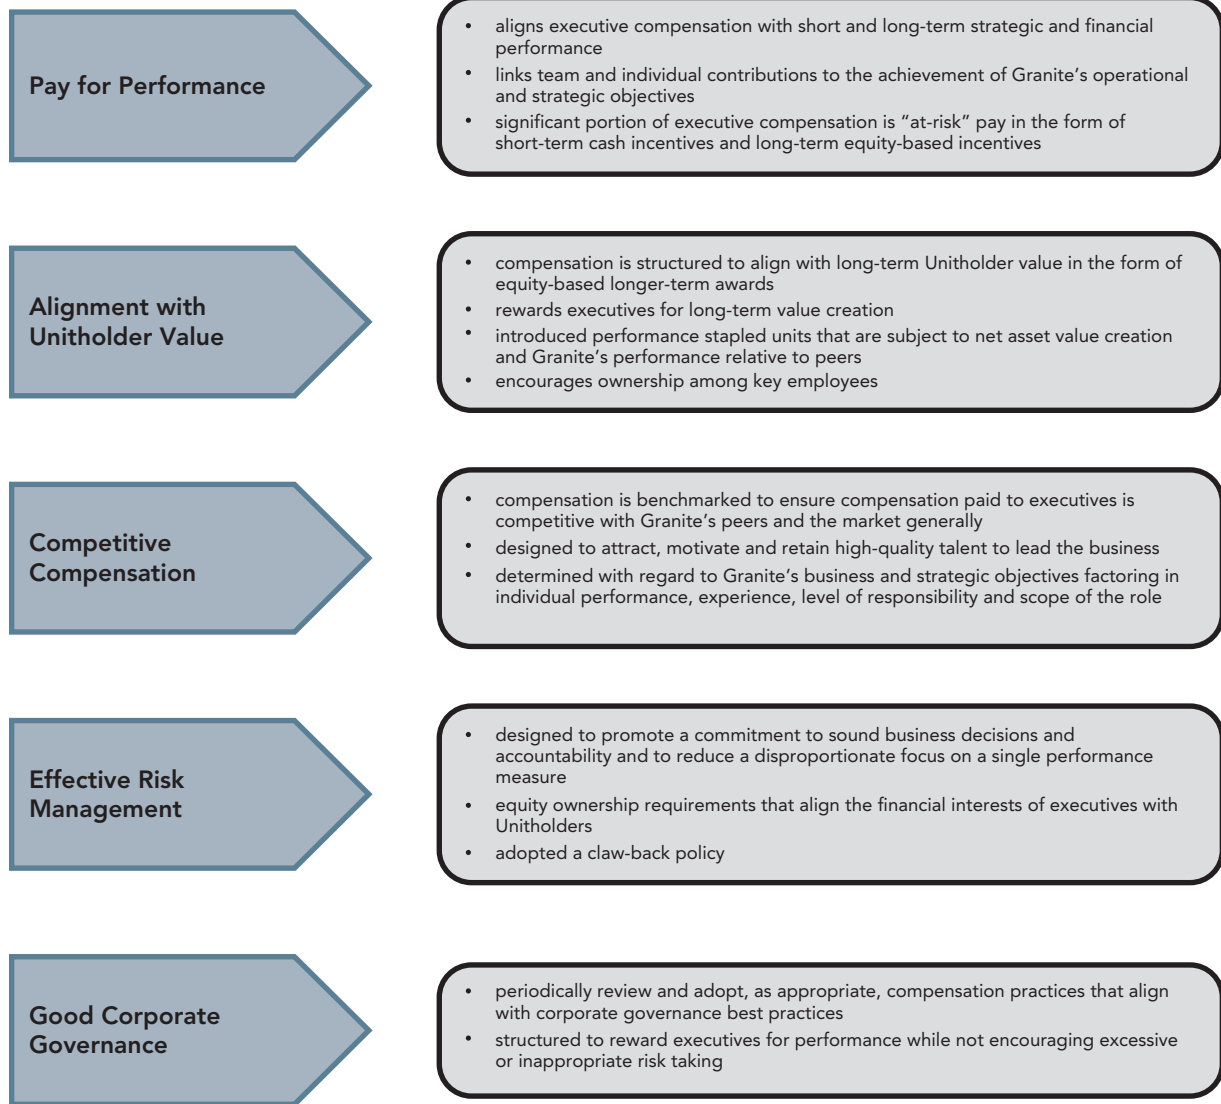 Pay for Performance
• aligns executive compensation with short and long-term strategic and financial
performance
• links team and individual contributions to the achievement of Granite’s operational
and strategic objectives
• significant portion of executive compensation is “at-risk” pay in the form of
short-term cash incentives and long-term equity-based incentives
Alignment with
Unitholder Value
• compensation is structured to align with long-term Unitholder value in the form of
equity-based longer-term awards
• rewards executives for long-term value creation
• introduced performance stapled units that are subject to net asset value creation
and Granite’s performance relative to peers
• encourages ownership among key employees
Competitive
Compensation
• compensation is benchmarked to ensure compensation paid to executives is
competitive with Granite’s peers and the market generally
• designed to attract, motivate and retain high-quality talent to lead the business
• determined with regard to Granite’s business and strategic objectives factoring in
individual performance, experience, level of responsibility and scope of the role
Effective Risk
Management
• designed to promote a commitment to sound business decisions and
accountability and to reduce a disproportionate focus on a single performance
measure
• equity ownership requirements that align the financial interests of executives with
Unitholders
• adopted a claw-back policy
Good Corporate
Governance
• periodically review and adopt, as appropriate, compensation practices that align
with corporate governance best practices
• structured to reward executives for performance while not encouraging excessive
or inappropriate risk taking